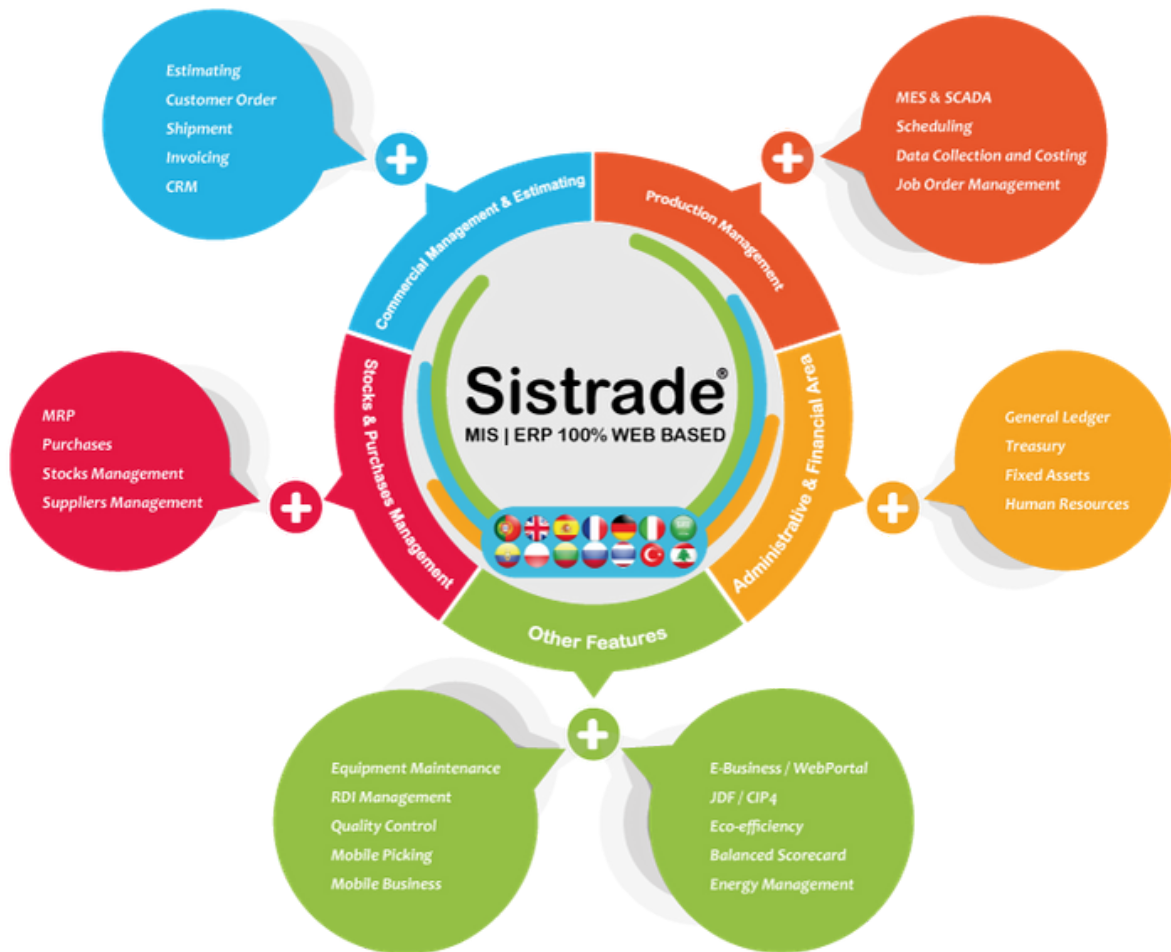 Estimating
Customer Order
Shipment
Invoicing
CRM
MES & SCADA
Scheduling
Data Collection and Costing
Job Order Management
Commercial Management & Estimating
Production Management
Sistrade®
MIS | ERP 100% WEB BASED
Stocks & Purchases Management
Administrative & Financial Area
MRP
Purchases
Stocks Management
Suppliers Management
General Ledger
Treasury
Fixed Assets
Human Resources
Other Features
Equipment Maintenance
RDI Management
Quality Control
Mobile Picking
Mobile Business
E-Business / WebPortal
JDF / CIP4
Eco-efficiency
Balanced Scorecard
Energy Management